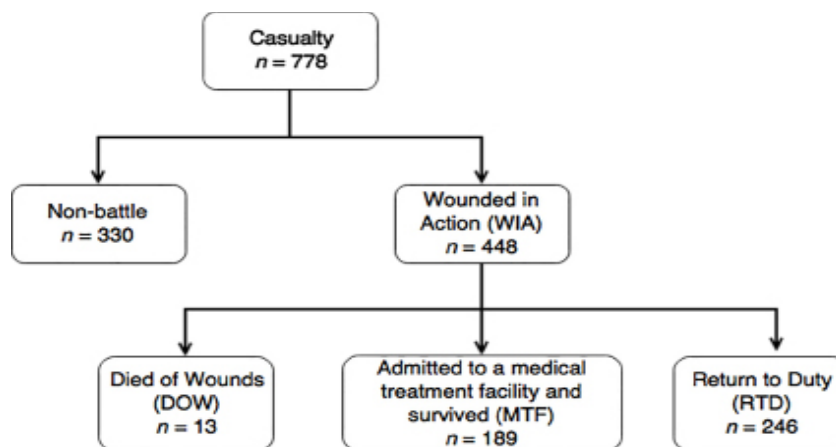 Casualty
n = 778
Non-battle
n = 330
Wounded in
Action (WIA)
n = 448
Died of Wounds
(DOW)
n = 13
Admitted to a medical
treatment facility and
survived (MTF)
n = 189
Return to Duty
(RTD)
n = 246